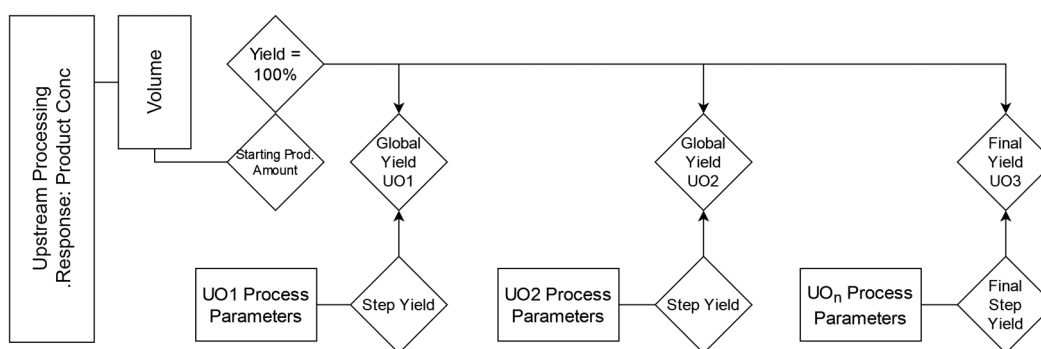 Upstream Processing
.Response: Product Conc
Volume
Yield =
100%
Starting Prod.
Amount
Global
Yield
UO1
Global
Yield
UO2
Final
Yield
UO3
UO1 Process
Parameters
Step Yield
UO2 Process
Parameters
Step Yield
UOn Process
Parameters
Final
Step
Yield